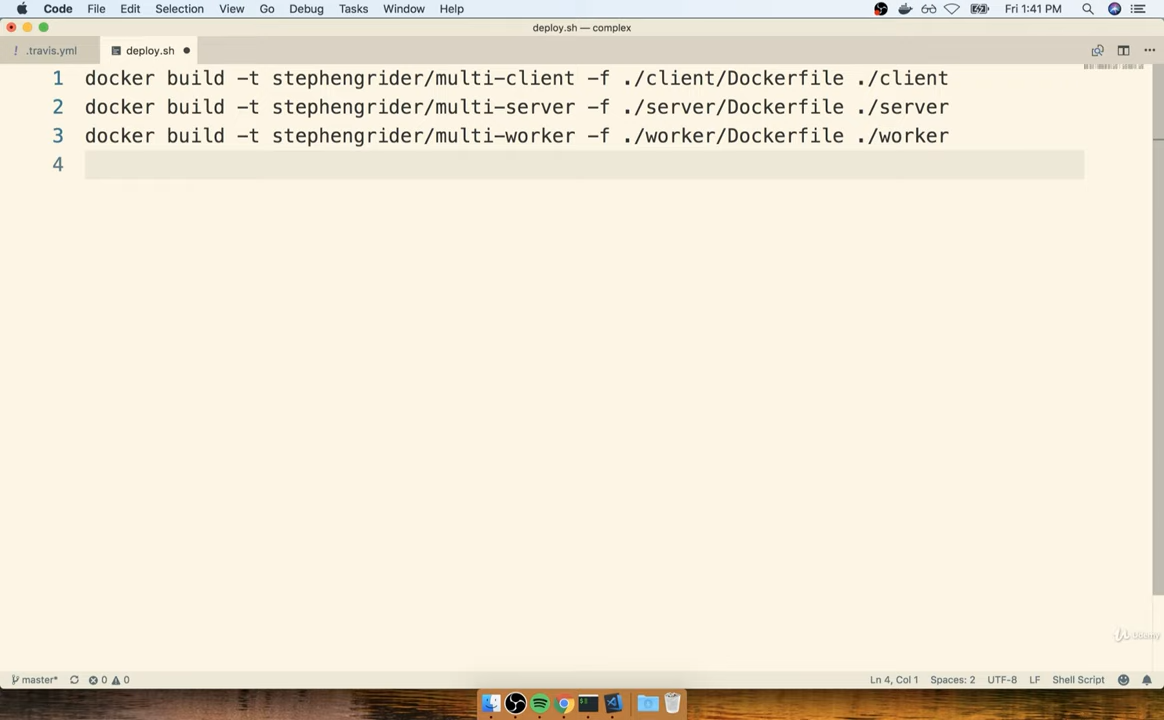 Code File Edit Selection View Go Debug Tasks Window Help Fri 1:41 PM
deploy.sh — complex
! .travis.yml deploy.sh
1 docker build -t stephengrider/multi-client -f ./client/Dockerfile ./client
2 docker build -t stephengrider/multi-server -f ./server/Dockerfile ./server
3 docker build -t stephengrider/multi-worker -f ./worker/Dockerfile ./worker
4
Udemy
master* 0 0 Ln 4, Col 1 Spaces: 2 UTF-8 LF Shell Script